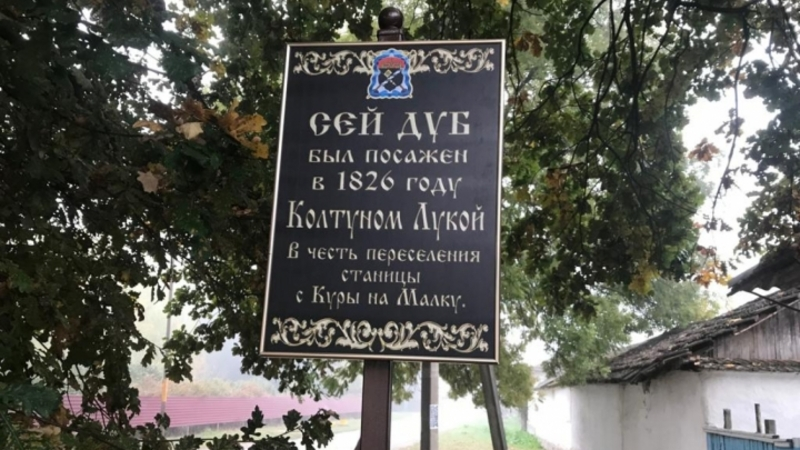 СЕЙ ДУБ
БЫЛ ПОСАЖЕН
В 1826 ГОДУ
Колтуном Лукой
В ЧЕСТЬ ПЕРЕСЕЛЕНИЯ
СТАНИЦЫ
С Куры на Малку.